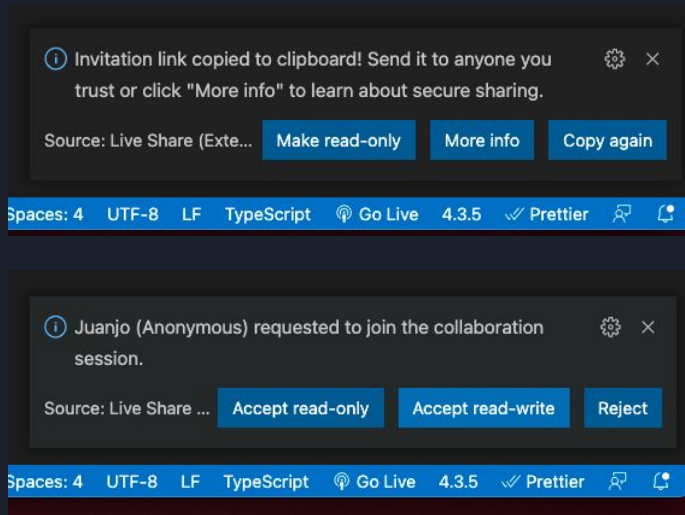 Invitation link copied to clipboard! Send it to anyone you
trust or click "More info" to learn about secure sharing.
Source: Live Share (Exte... Make read-only More info Copy again
Spaces: 4 UTF-8 LF TypeScript Go Live 4.3.5 Prettier
Juanjo (Anonymous) requested to join the collaboration
session.
Source: Live Share ... Accept read-only Accept read-write Reject
Spaces: 4 UTF-8 LF TypeScript Go Live 4.3.5 Prettier